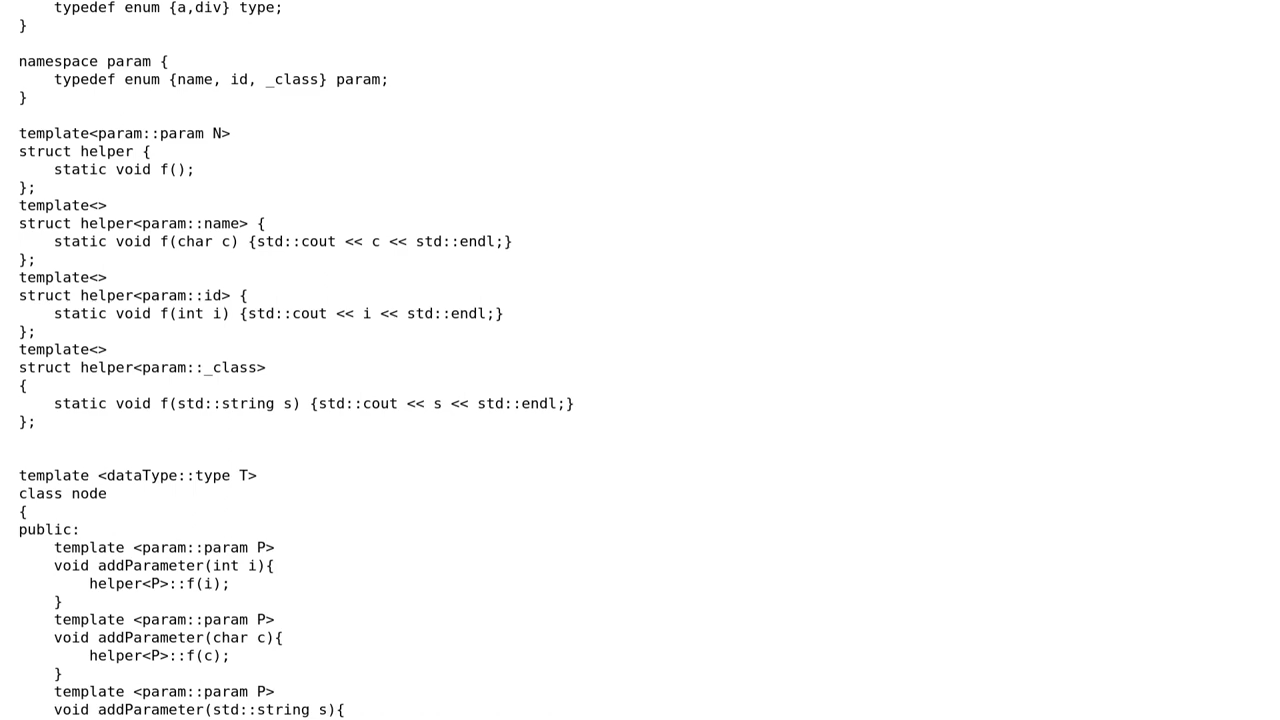 typedef enum {a,div} type;
}

namespace param {
    typedef enum {name, id, _class} param;
}

template<param::param N>
struct helper {
    static void f();
};
template<>
struct helper<param::name> {
    static void f(char c) {std::cout << c << std::endl;}
};
template<>
struct helper<param::id> {
    static void f(int i) {std::cout << i << std::endl;}
};
template<>
struct helper<param::_class>
{
    static void f(std::string s) {std::cout << s << std::endl;}
};


template <dataType::type T>
class node
{
public:
    template <param::param P>
    void addParameter(int i){
        helper<P>::f(i);
    }
    template <param::param P>
    void addParameter(char c){
        helper<P>::f(c);
    }
    template <param::param P>
    void addParameter(std::string s){